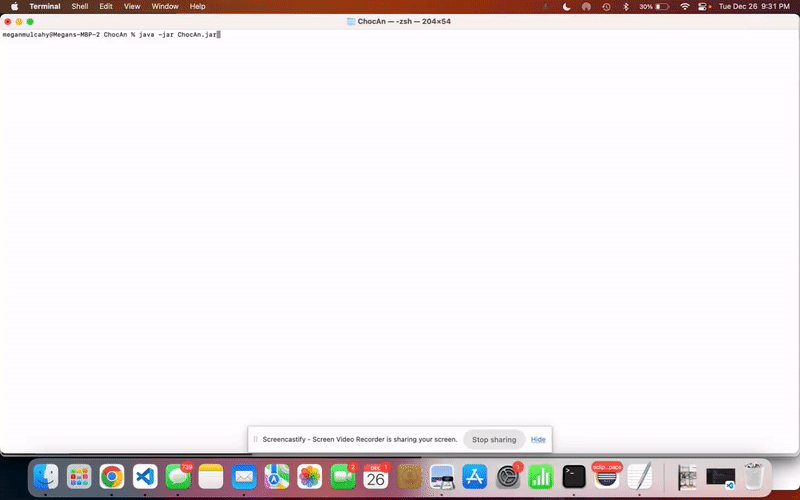 Terminal Shell Edit View Window Help 30% Tue Dec 26 9:31 PM
ChocAn — -zsh — 204×54
meganmulcahy@Megans-MBP-2 ChocAn % java -jar ChocAn.jar
Screencastify - Screen Video Recorder is sharing your screen. Stop sharing Hide
739
2
DEC 1
26
1